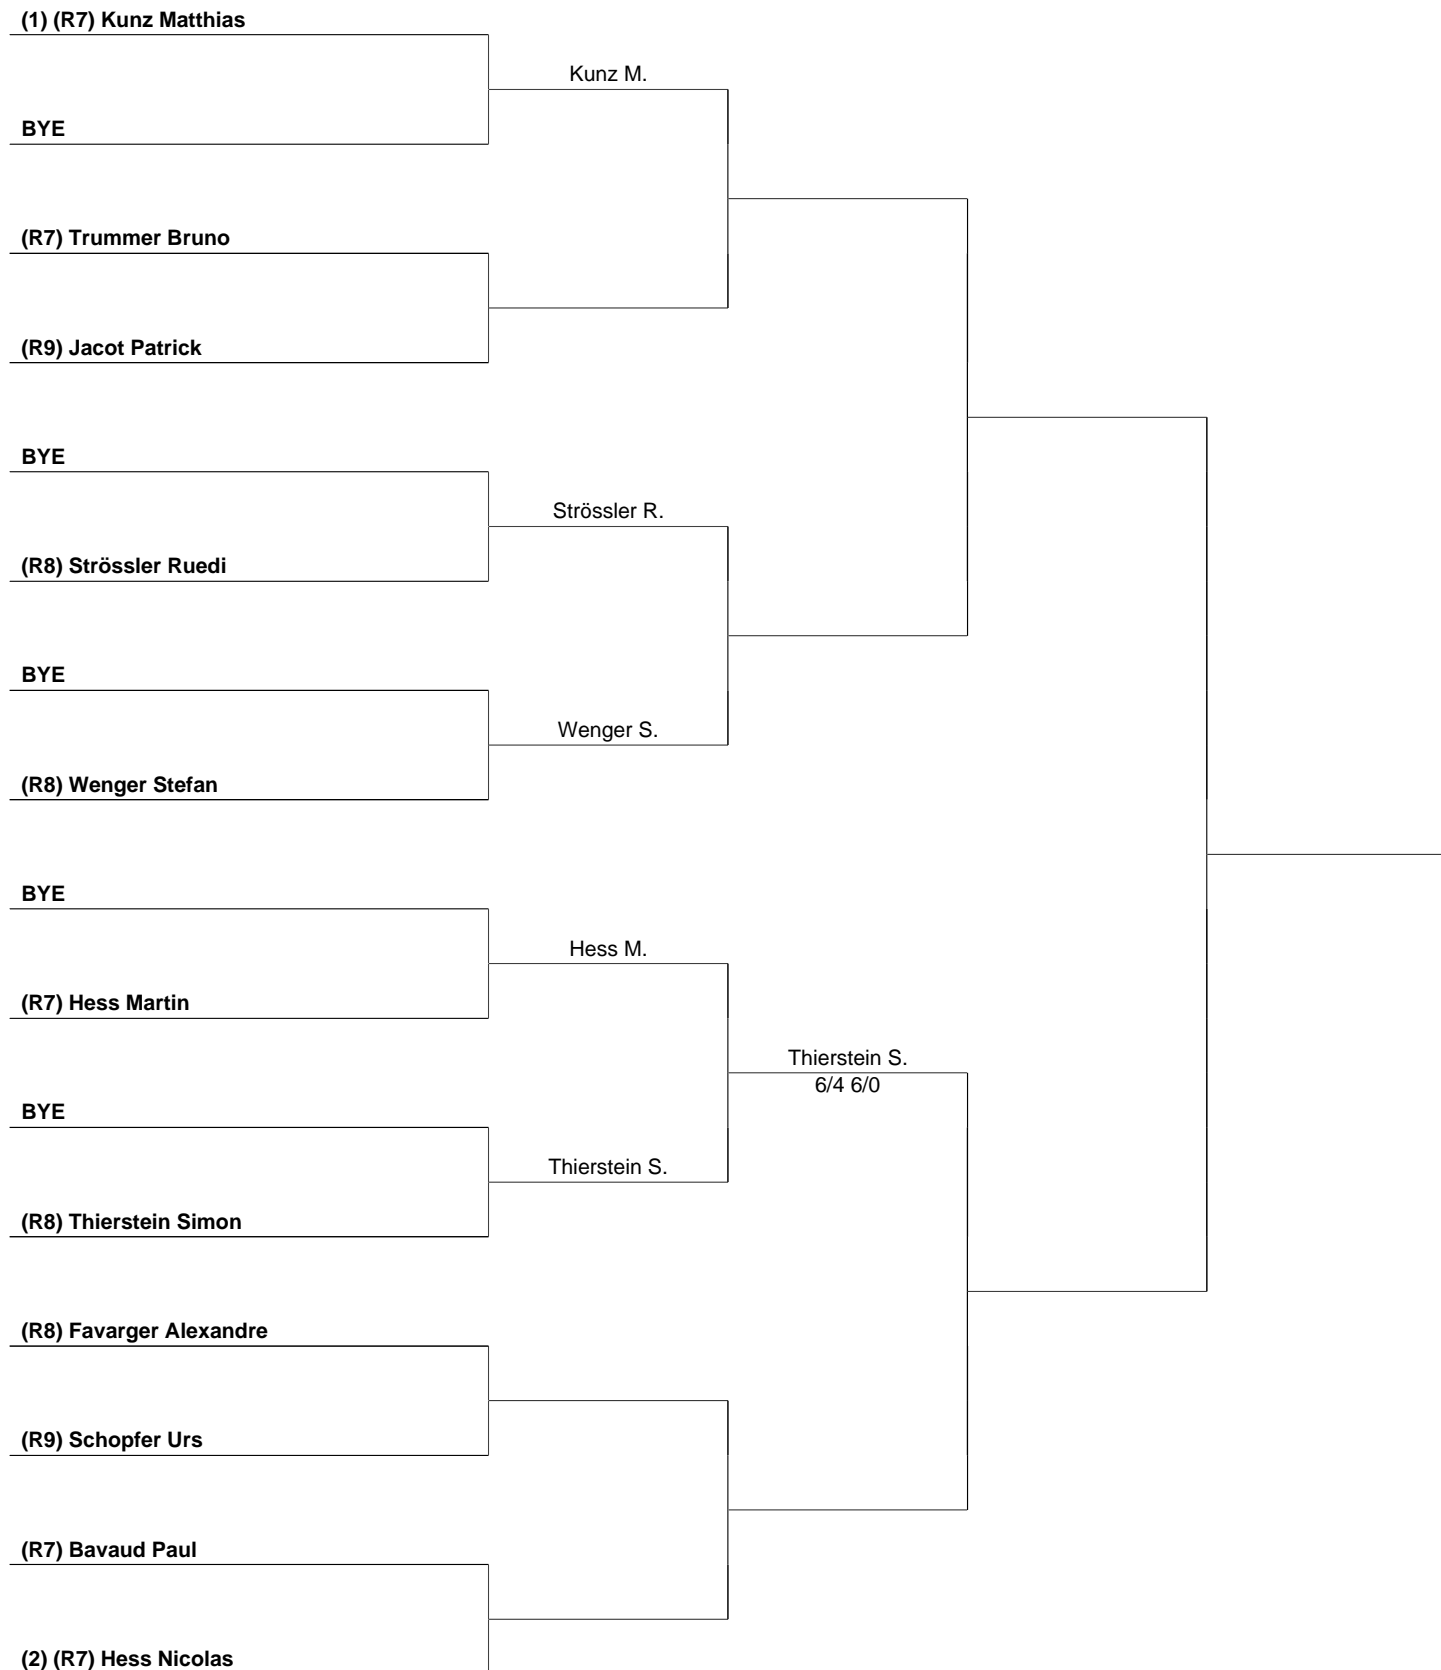 (1) (R7) Kunz Matthias
Kunz M.
BYE
(R7) Trummer Bruno
(R9) Jacot Patrick
BYE
Strössler R.
(R8) Strössler Ruedi
BYE
Wenger S.
(R8) Wenger Stefan
BYE
Hess M.
(R7) Hess Martin
Thierstein S.
6/4 6/0
BYE
Thierstein S.
(R8) Thierstein Simon
(R8) Favarger Alexandre
(R9) Schopfer Urs
(R7) Bavaud Paul
(2) (R7) Hess Nicolas